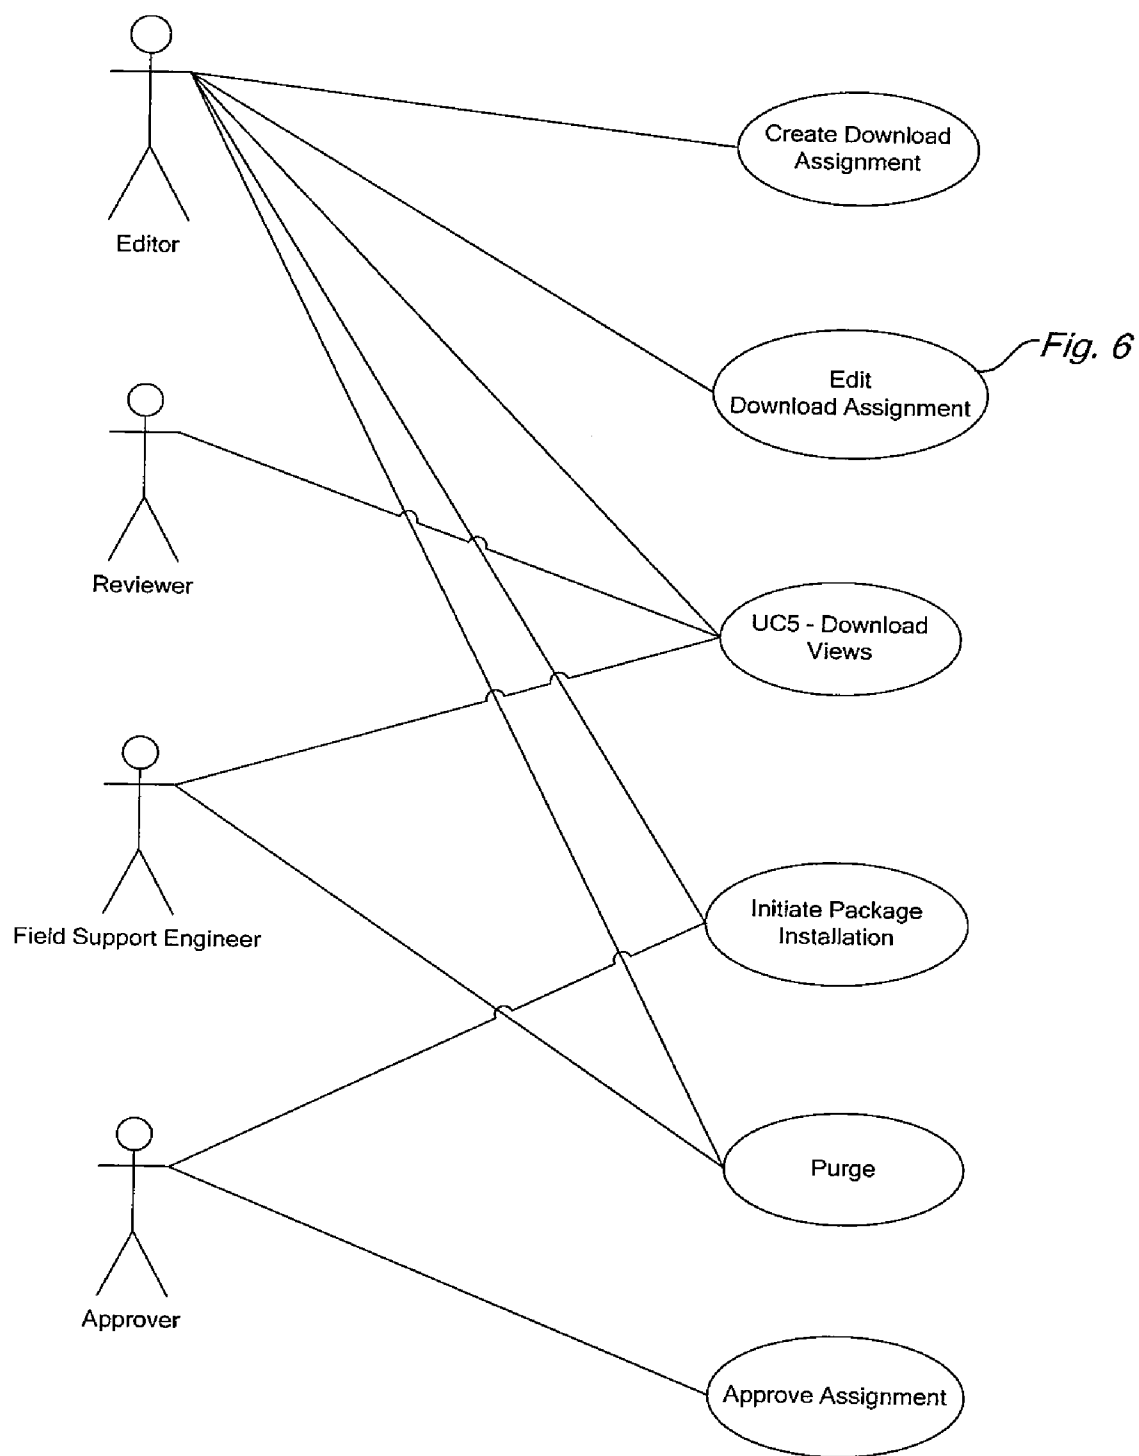 Create Download
Assignment
Editor
Fig. 6
Edit
Download Assignment
Reviewer
UC5 - Download
Views
Initiate Package
Installation
Field Support Engineer
Purge
Approver
Approve Assignment